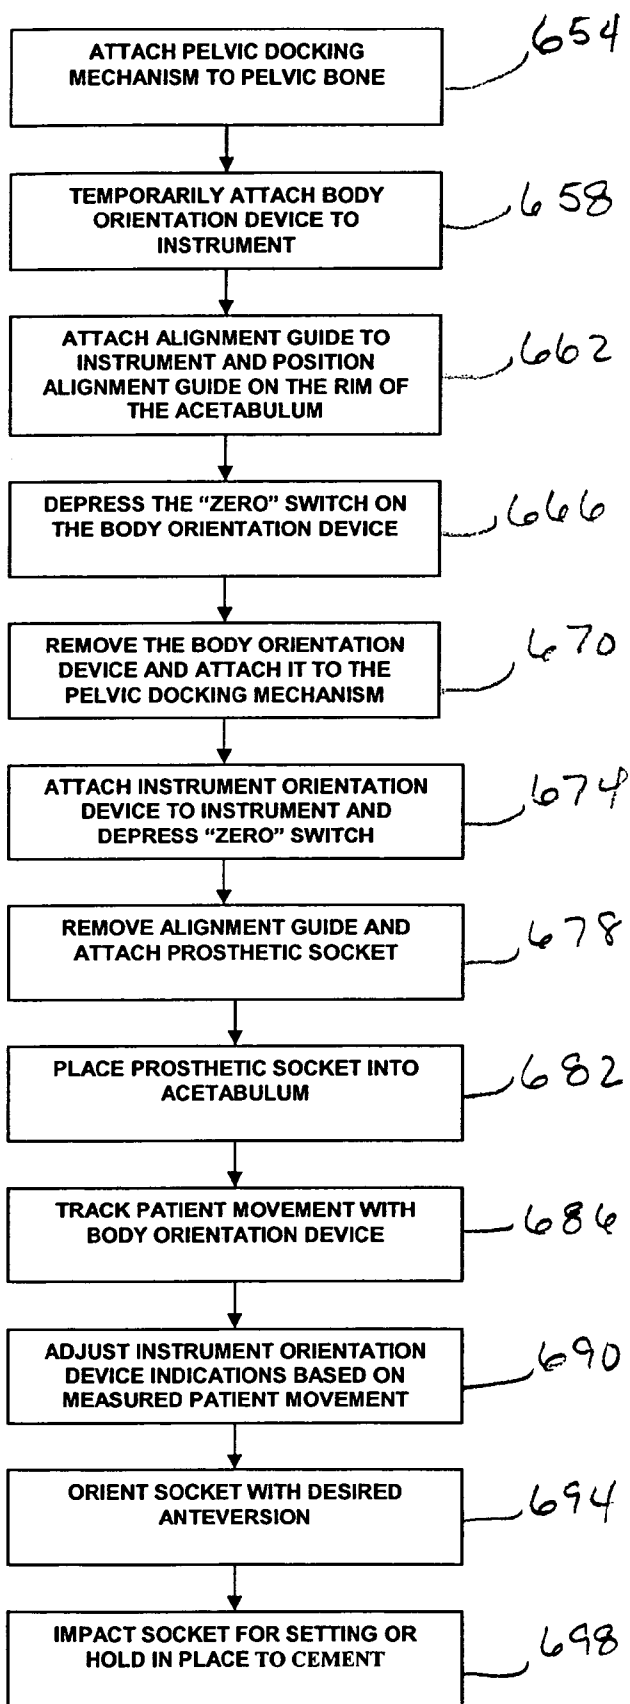 ATTACH PELVIC DOCKING
MECHANISM TO PELVIC BONE
654
TEMPORARILY ATTACH BODY
ORIENTATION DEVICE TO
INSTRUMENT
658
ATTACH ALIGNMENT GUIDE TO
INSTRUMENT AND POSITION
ALIGNMENT GUIDE ON THE RIM OF
THE ACETABULUM
662
DEPRESS THE “ZERO” SWITCH ON
THE BODY ORIENTATION DEVICE
666
REMOVE THE BODY ORIENTATION
DEVICE AND ATTACH IT TO THE
PELVIC DOCKING MECHANISM
670
ATTACH INSTRUMENT ORIENTATION
DEVICE TO INSTRUMENT AND
DEPRESS “ZERO” SWITCH
674
REMOVE ALIGNMENT GUIDE AND
ATTACH PROSTHETIC SOCKET
678
PLACE PROSTHETIC SOCKET INTO
ACETABULUM
682
TRACK PATIENT MOVEMENT WITH
BODY ORIENTATION DEVICE
686
ADJUST INSTRUMENT ORIENTATION
DEVICE INDICATIONS BASED ON
MEASURED PATIENT MOVEMENT
690
ORIENT SOCKET WITH DESIRED
ANTEVERSION
694
IMPACT SOCKET FOR SETTING OR
HOLD IN PLACE TO CEMENT
698